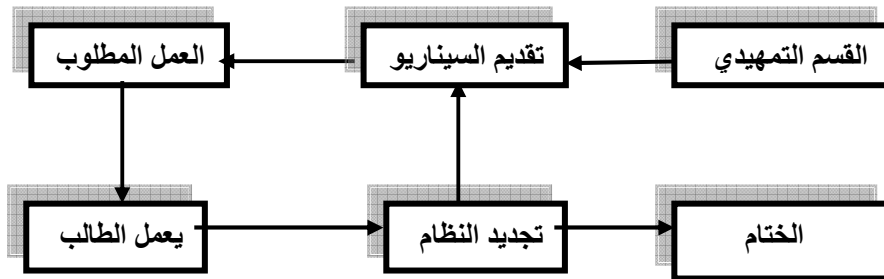 القسم التمهيدي
تقديم السيناريو
العمل المطلوب
يعمل الطالب
تجديد النظام
الختام